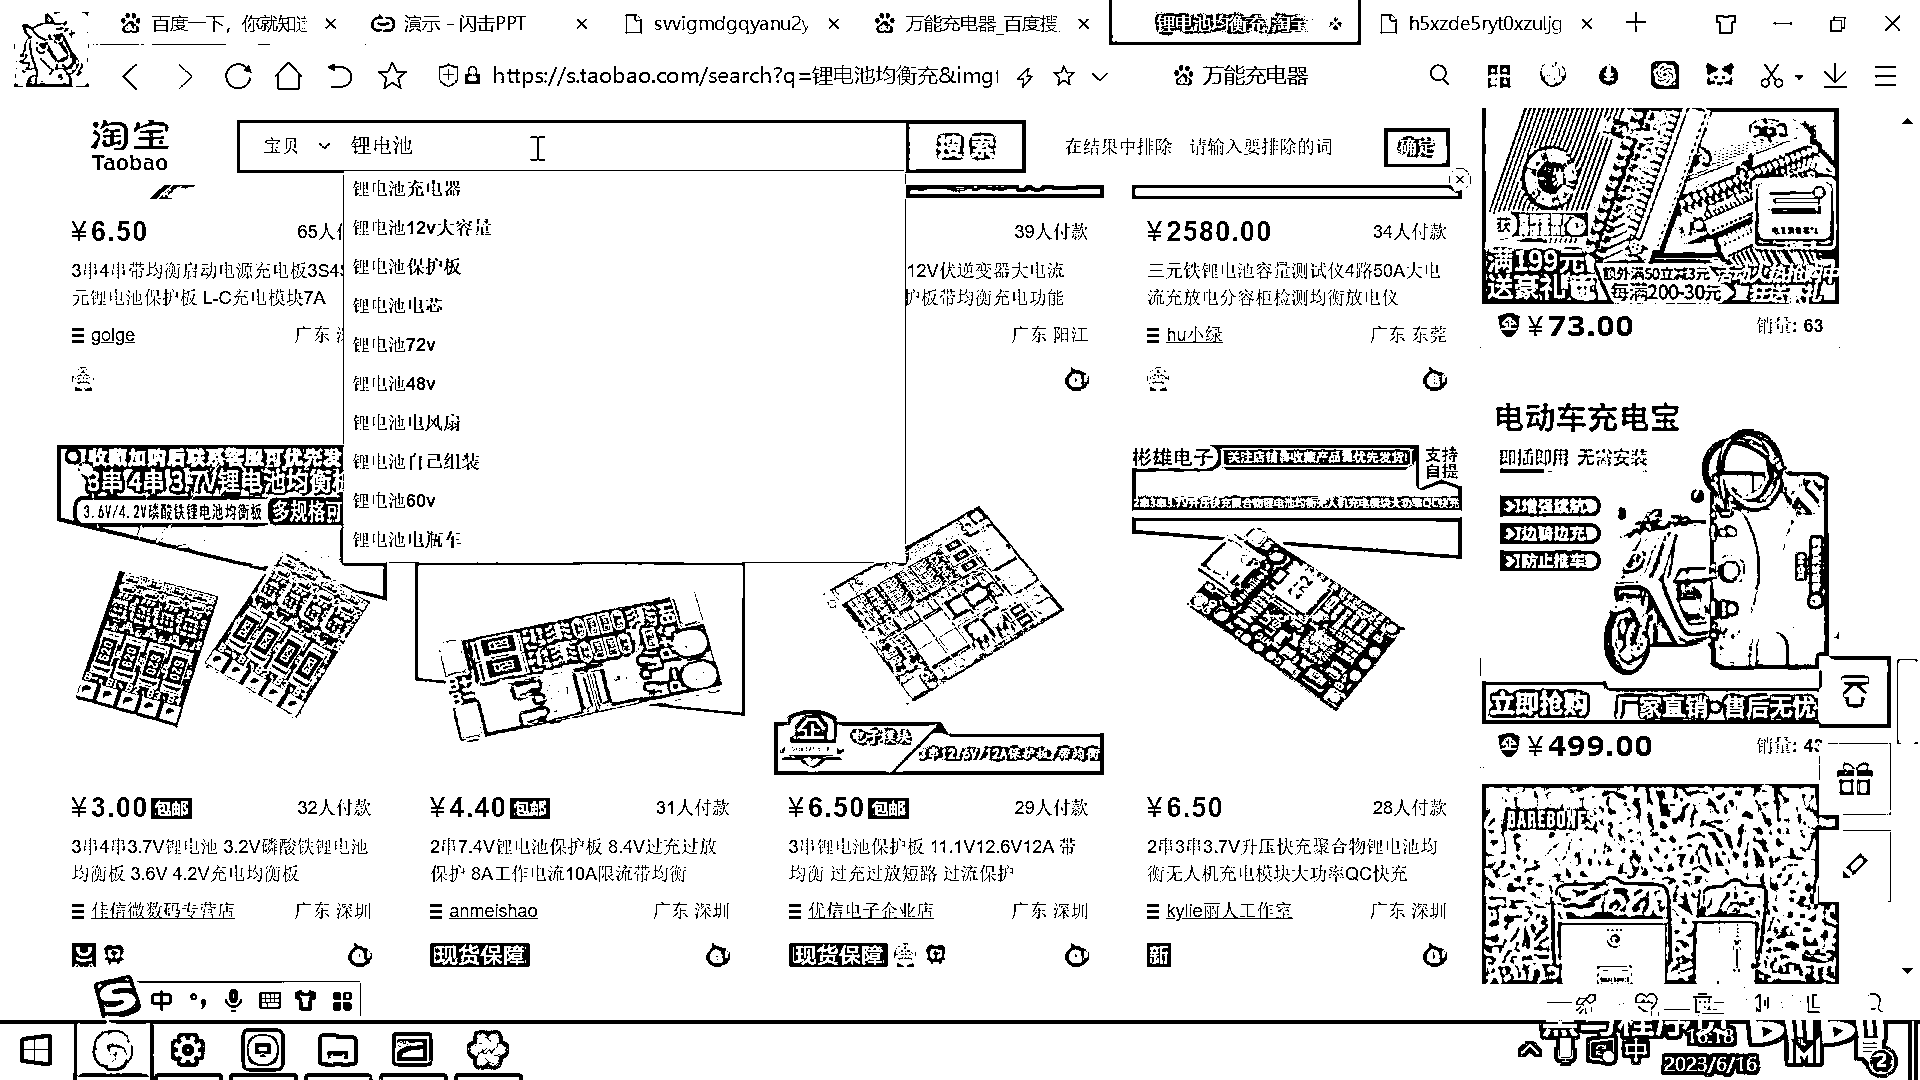 百度一下，你就知道
演示 - 闪击PPT
svvigmdgqyanu2y
万能充电器_百度搜
锂电池均衡充_淘宝
h5xzde5ryt0xzuljg
https://s.taobao.com/search?q=锂电池均衡充&imgf
万能充电器
淘宝
Taobao
宝贝
锂电池
搜索
在结果中排除
请输入要排除的词
确定
锂电池充电器
锂电池12v大容量
锂电池保护板
锂电池电芯
锂电池72v
锂电池48v
锂电池电风扇
锂电池自己组装
锂电池60v
锂电池电瓶车
¥6.50
3串4串带均衡启动电源充电板3S4S
元锂电池保护板 L-C充电模块7A
golge
39人付款
12V伏逆变器大电流
护板带均衡充电功能
广东 阳江
¥2580.00
34人付款
三元铁锂电池容量测试仪4路50A大电
流充放电分容柜检测均衡放电仪
hu小绿
广东 东莞
满199元
送豪礼
额外满50立减3元
每满200-30元
¥73.00
销量: 63
电动车充电宝
即插即用 无需安装
增强续航
边骑边充
防止推车
立即抢购
厂家直销·售后无忧
¥499.00
BAREBONES
收藏加购后联系客服可优先发
3串4串3.7V锂电池均衡板
3.6V/4.2V磷酸铁锂电池均衡板
多规格可
彬雄电子
关注店铺和收藏产品最优先发货!
支持
自提
电子模块
3串12.6V/12A保护板/带均衡
¥3.00 包邮
32人付款
3串4串3.7V锂电池 3.2V磷酸铁锂电池
均衡板 3.6V 4.2V充电均衡板
佳信微数码专营店
广东 深圳
¥4.40 包邮
31人付款
2串7.4V锂电池保护板 8.4V过充过放
保护 8A工作电流10A限流带均衡
anmeishao
广东 深圳
现货保障
¥6.50 包邮
29人付款
3串锂电池保护板 11.1V12.6V12A 带
均衡 过充过放短路 过流保护
优信电子企业店
广东 深圳
现货保障
¥6.50
28人付款
2串3串3.7V升压快充聚合物锂电池均
衡无人机充电模块大功率QC快充
kylie丽人工作室
广东 深圳
新
中
中
16:18
2023/6/16